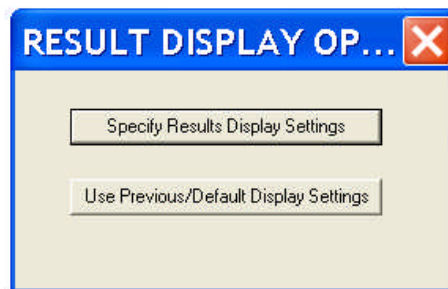 RESULT DISPLAY OP...
Specify Results Display Settings
Use Previous/Default Display Settings